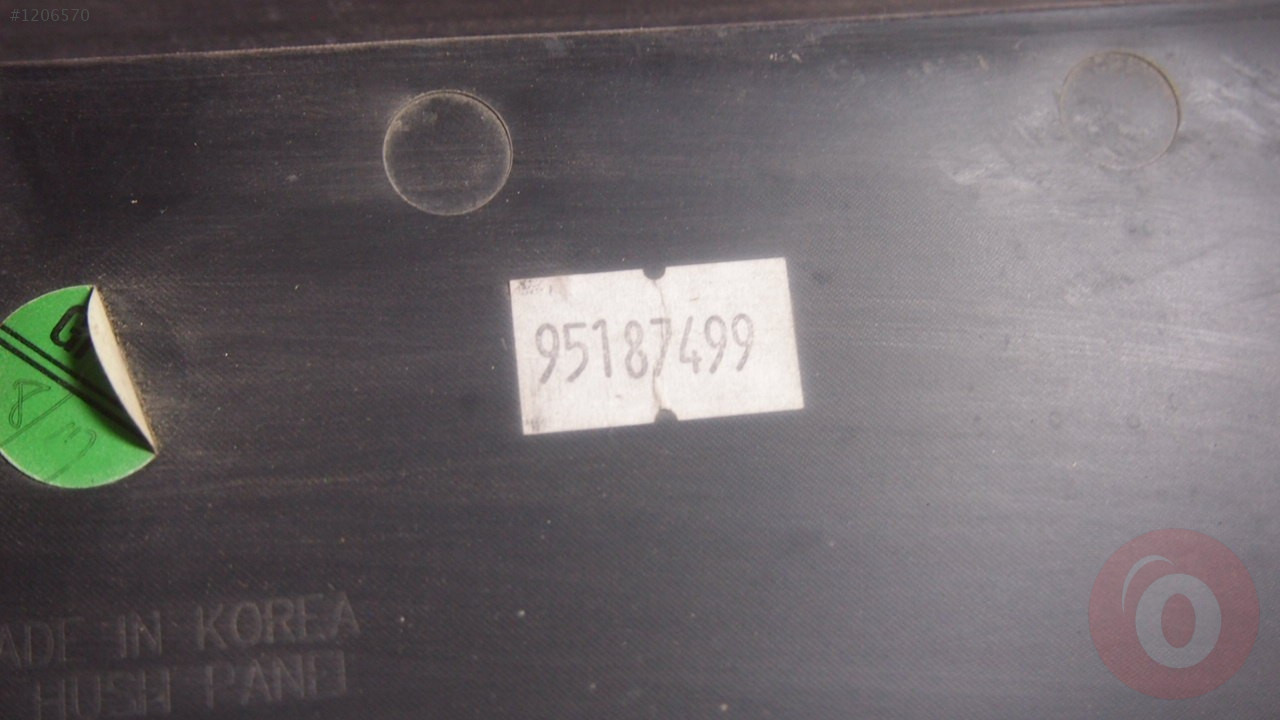 #1206570
95187499
ADE IN KOREA
HUSH PANEL